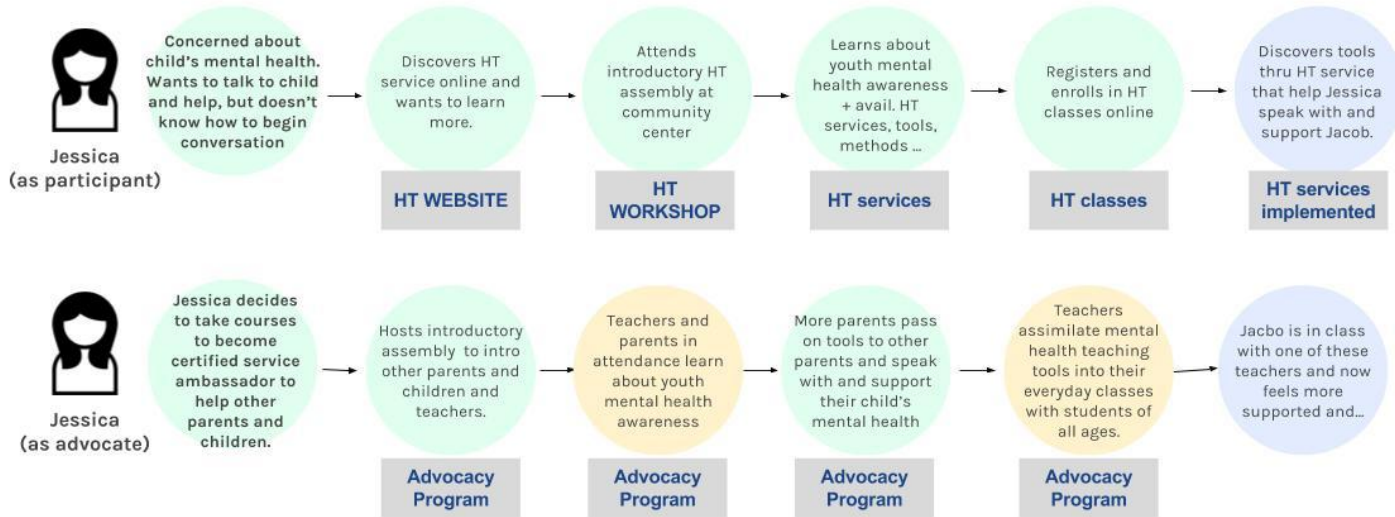 Jessica
(as participant)
Concerned about
child's mental health.
Wants to talk to child
and help, but doesn't
know how to begin
conversation
Discovers HT
service online and
wants to learn
more.
HT WEBSITE
Attends
introductory HT
assembly at
community
center
HT
WORKSHOP
Learns about
youth mental
health awareness
+ avail. HT
services, tools,
methods ...
HT services
Registers and
enrolls in HT
classes online
HT classes
Discovers tools
thru HT service
that help Jessica
speak with and
support Jacob.
HT services
implemented
Jessica
(as advocate)
Jessica decides
to take courses
to become
certified service
ambassador to
help other
parents and
children.
Hosts introductory
assembly to intro
other parents and
children and
teachers.
Advocacy
Program
Teachers and
parents in
attendance learn
about youth
mental health
awareness
Advocacy
Program
More parents pass
on tools to other
parents and speak
with and support
their child's
mental health
Advocacy
Program
Teachers
assimilate mental
health teaching
tools into their
everyday classes
with students of
all ages.
Advocacy
Program
Jacbo is in class
with one of these
teachers and now
feels more
supported and...